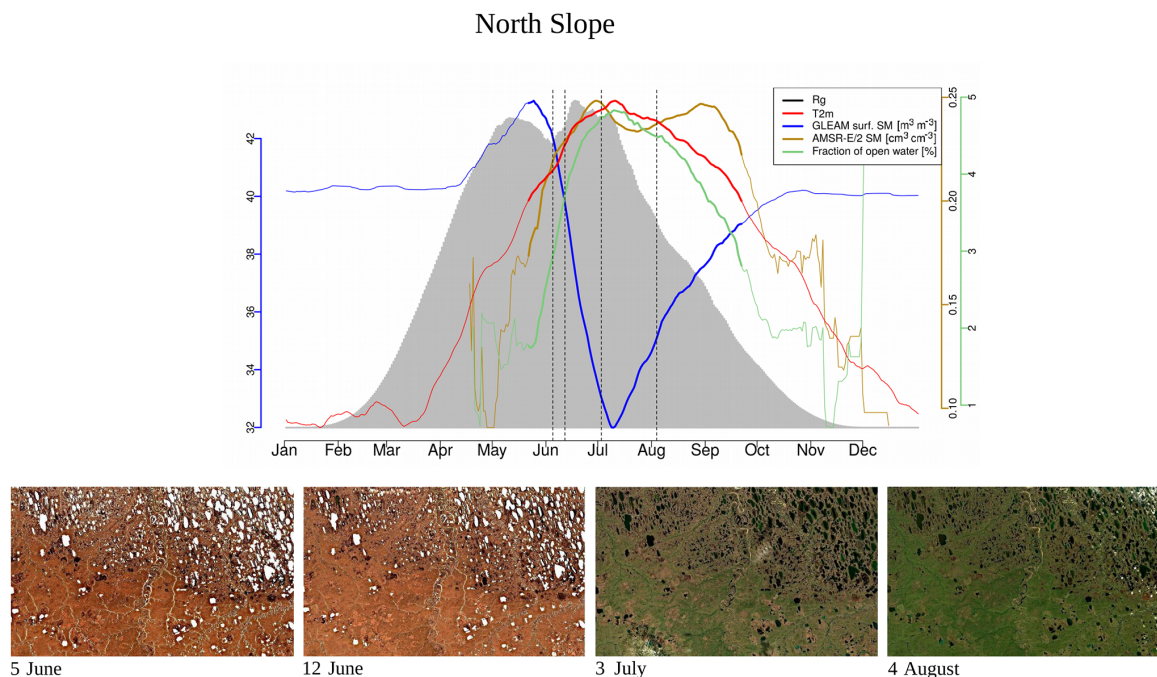 North Slope
Rg
T2m
GLEAM surf. SM [m³ m⁻³]
AMSR-E/2 SM [cm³ cm⁻³]
Fraction of open water [%]
42
40
38
36
34
32
0.25
0.20
0.15
0.10
5
4
3
2
1
Jan Feb Mar Apr May Jun Jul Aug Sep Oct Nov Dec
5 June 12 June 3 July 4 August